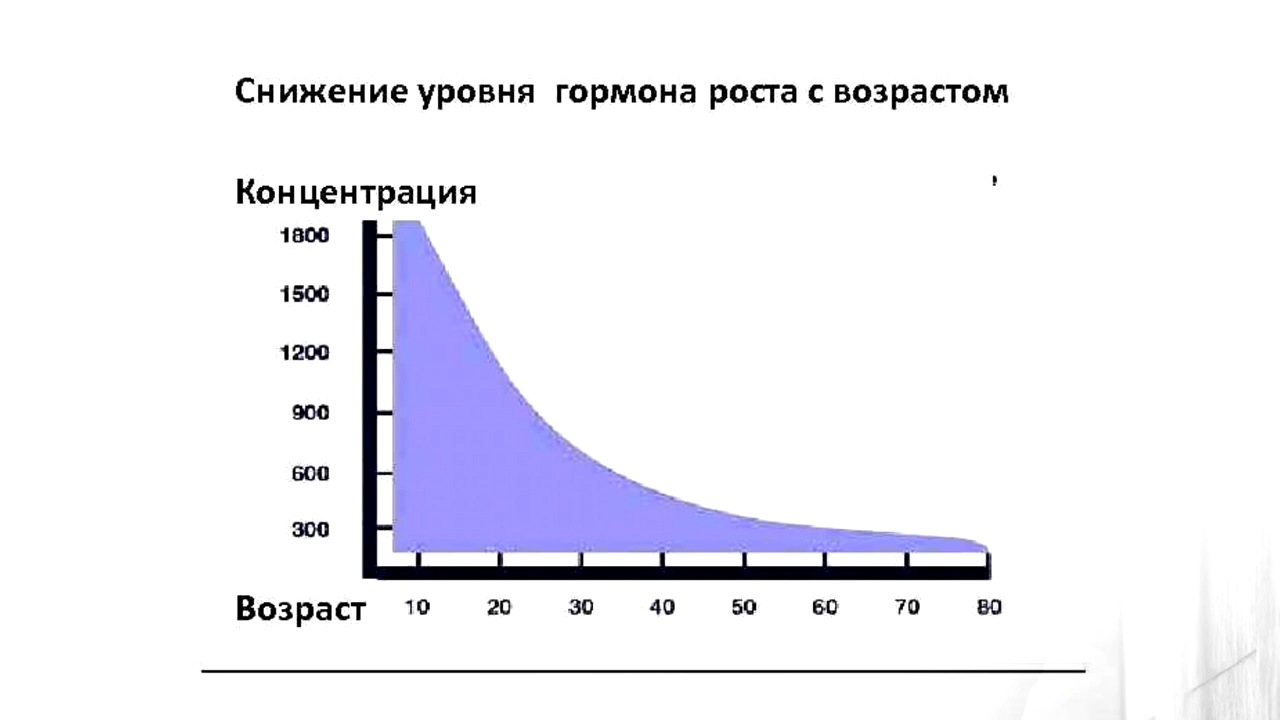 Снижение уровня гормона роста с возрастом
Концентрация
1800
1500
1200
900
600
300
Возраст 10 20 30 40 50 60 70 80